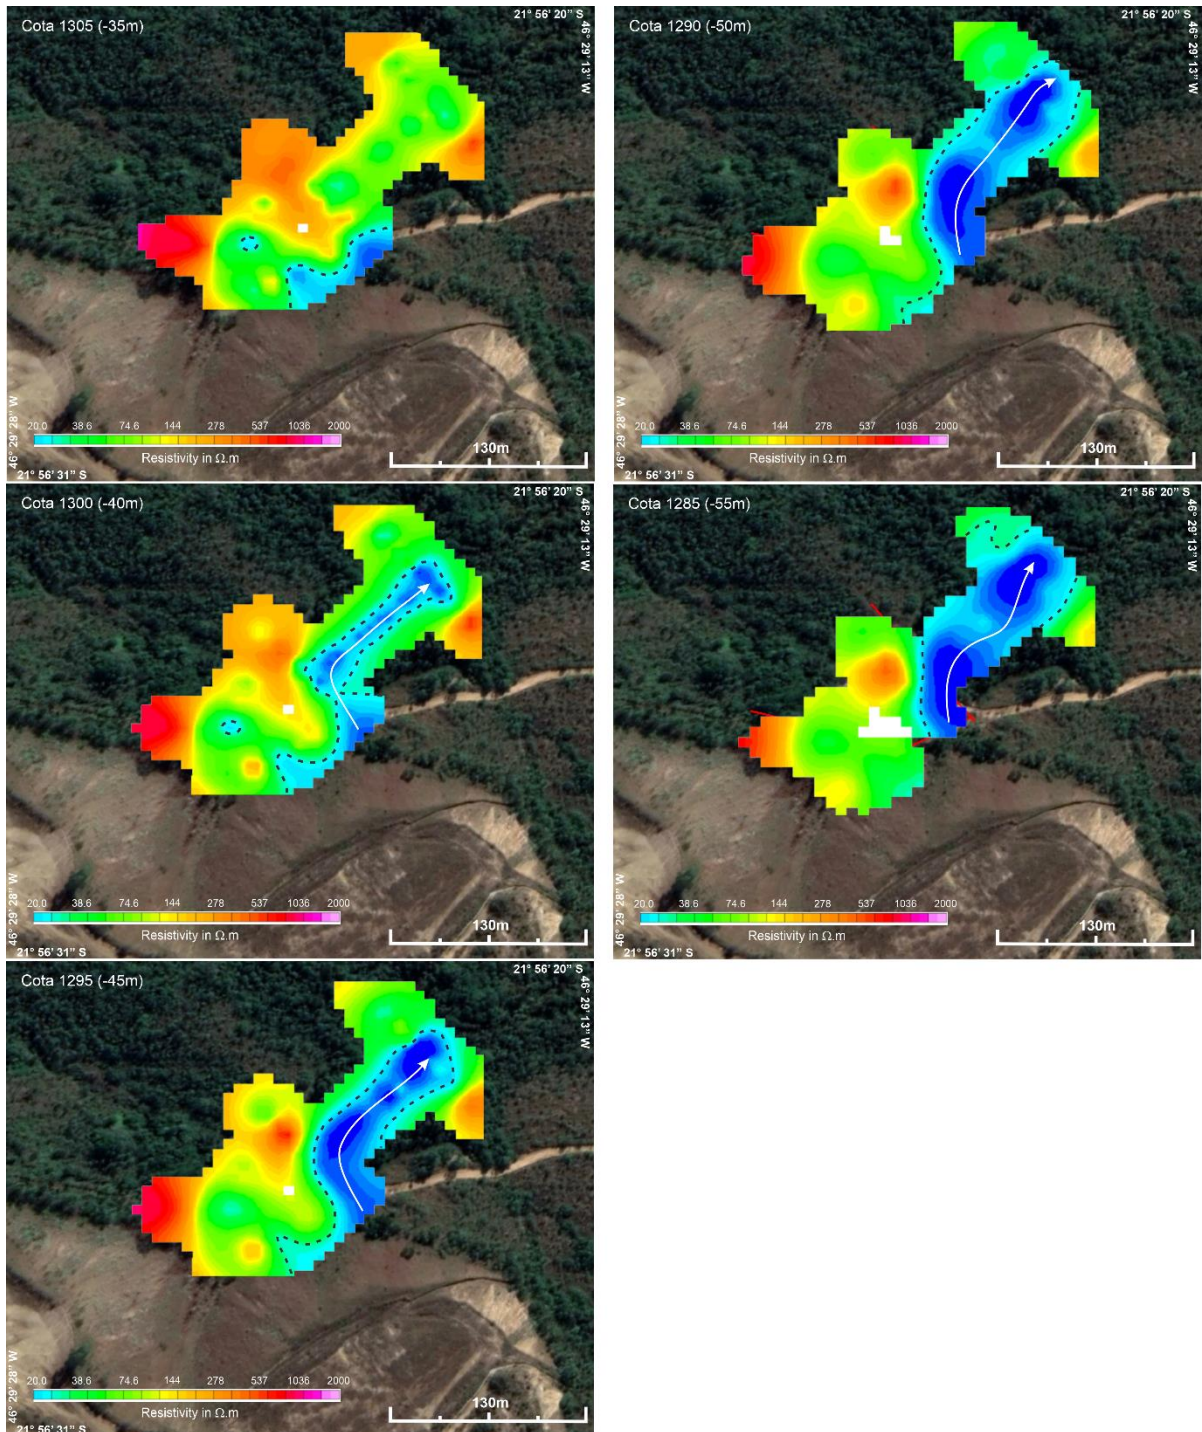 Cota 1305 (-35m)
21° 56' 20" S
46° 29' 13" W
46° 29' 28" W
20.0 38.6 74.6 144 278 537 1036 2000
Resistivity in Ω.m
130m
21° 56' 31" S
Cota 1290 (-50m)
21° 56' 20" S
46° 29' 13" W
46° 29' 28" W
20.0 38.6 74.6 144 278 537 1036 2000
Resistivity in Ω.m
130m
21° 56' 31" S
Cota 1300 (-40m)
21° 56' 20" S
46° 29' 13" W
46° 29' 28" W
20.0 38.6 74.6 144 278 537 1036 2000
Resistivity in Ω.m
130m
21° 56' 31" S
Cota 1285 (-55m)
21° 56' 20" S
46° 29' 13" W
46° 29' 28" W
20.0 38.6 74.6 144 278 537 1036 2000
Resistivity in Ω.m
130m
21° 56' 31" S
Cota 1295 (-45m)
21° 56' 20" S
46° 29' 13" W
46° 29' 28" W
20.0 38.6 74.6 144 278 537 1036 2000
Resistivity in Ω.m
130m
21° 56' 31" S